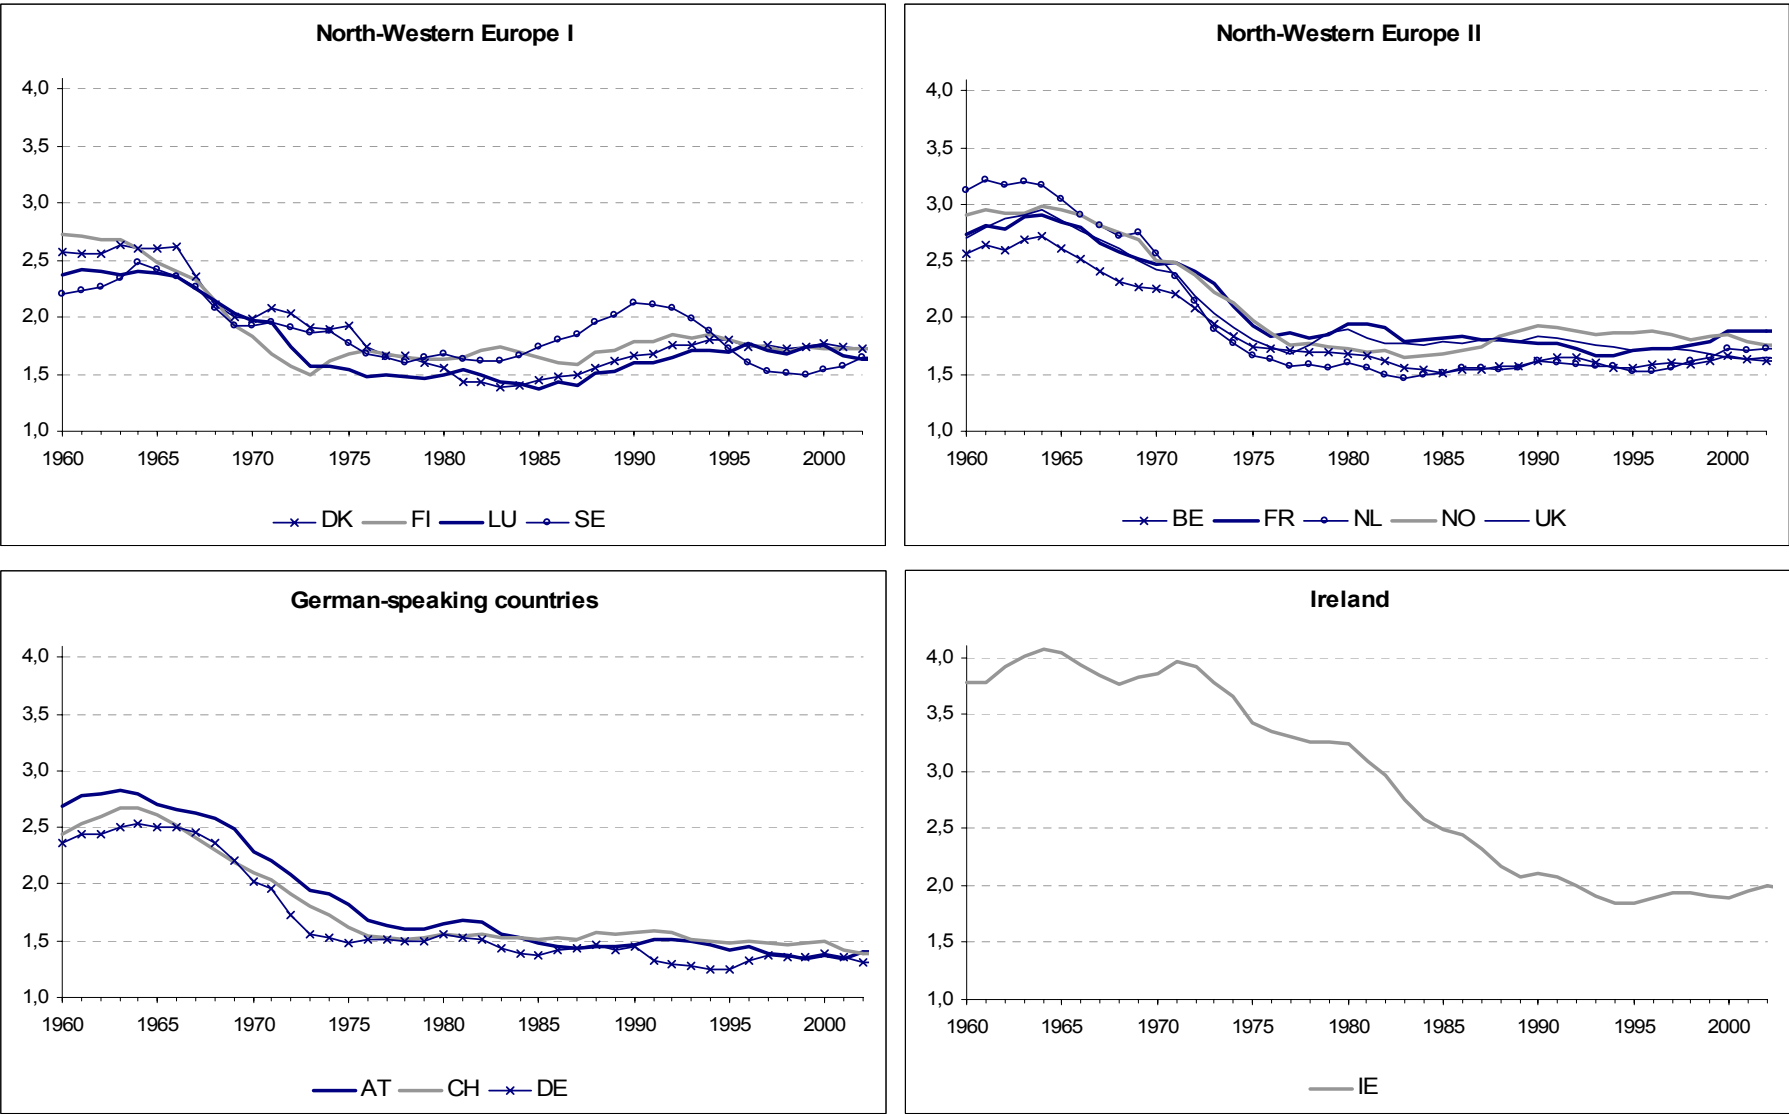 North-Western Europe I
4,0
3,5
3,0
2,5
2,0
1,5
1,0
1960 1965 1970 1975 1980 1985 1990 1995 2000
DK FI LU SE
North-Western Europe II
4,0
3,5
3,0
2,5
2,0
1,5
1,0
1960 1965 1970 1975 1980 1985 1990 1995 2000
BE FR NL NO UK
German-speaking countries
4,0
3,5
3,0
2,5
2,0
1,5
1,0
1960 1965 1970 1975 1980 1985 1990 1995 2000
AT CH DE
Ireland
4,0
3,5
3,0
2,5
2,0
1,5
1,0
1960 1965 1970 1975 1980 1985 1990 1995 2000
IE